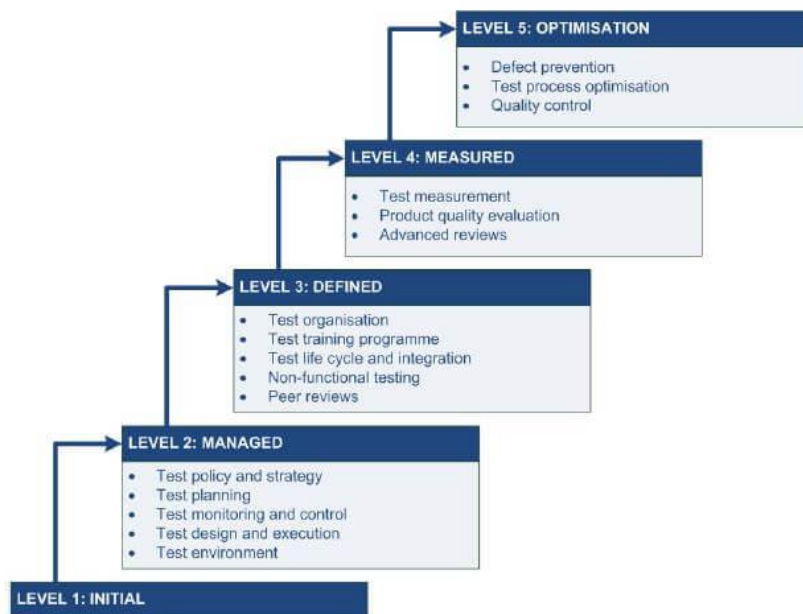 LEVEL 5: OPTIMISATION
• Defect prevention
• Test process optimisation
• Quality control
LEVEL 4: MEASURED
• Test measurement
• Product quality evaluation
• Advanced reviews
LEVEL 3: DEFINED
• Test organisation
• Test training programme
• Test life cycle and integration
• Non-functional testing
• Peer reviews
LEVEL 2: MANAGED
• Test policy and strategy
• Test planning
• Test monitoring and control
• Test design and execution
• Test environment
LEVEL 1: INITIAL